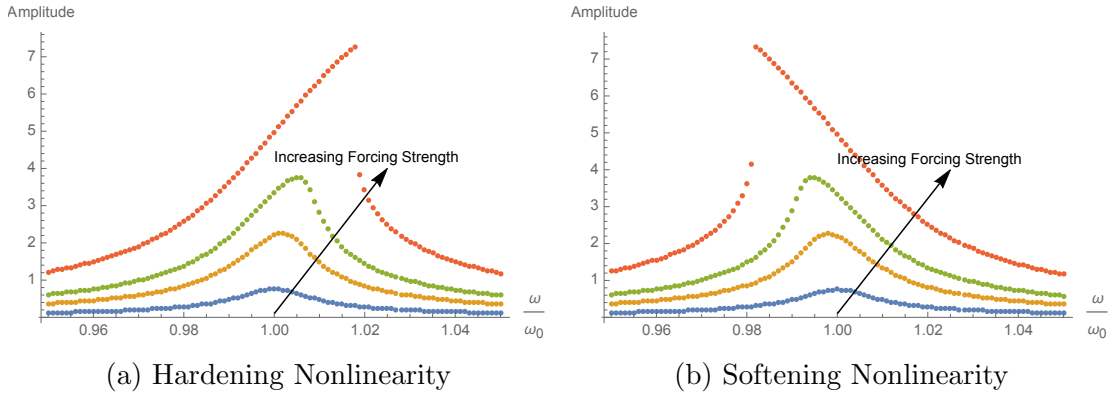 Amplitude
7
6
5
4
3
2
1
Increasing Forcing Strength
0.96 0.98 1.00 1.02 1.04
ω
ω0
(a) Hardening Nonlinearity
Amplitude
7
6
5
4
3
2
1
Increasing Forcing Strength
0.96 0.98 1.00 1.02 1.04
ω
ω0
(b) Softening Nonlinearity